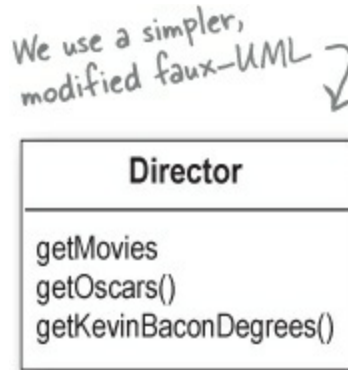 We use a simpler,
modified faux-UML
Director
getMovies
getOscars()
getKevinBaconDegrees()